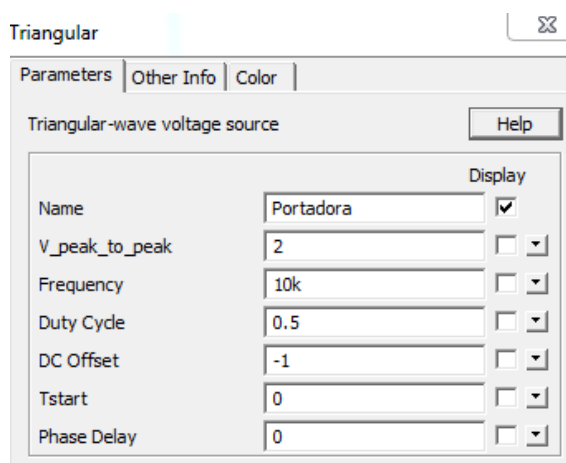 Triangular
Parameters Other Info Color
Triangular-wave voltage source Help
Display
Name Portadora
V_peak_to_peak 2
Frequency 10k
Duty Cycle 0.5
DC Offset -1
Tstart 0
Phase Delay 0